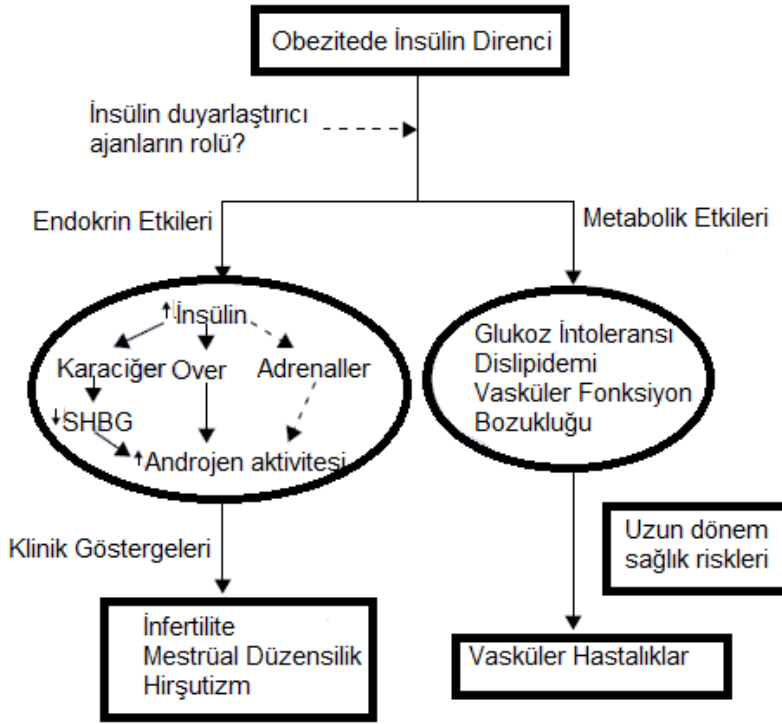 Obezitede İnsülin Direnci
İnsülin duyarlaştırıcı
ajanların rolü?
Endokrin Etkileri
Metabolik Etkileri
↑İnsülin
Karaciğer Over Adrenaller
↓SHBG
↑Androjen aktivitesi
Glukoz İntoleransı
Dislipidemi
Vasküler Fonksiyon
Bozukluğu
Klinik Göstergeleri
Uzun dönem
sağlık riskleri
İnfertilite
Mestrüal Düzensilik
Hirşutizm
Vasküler Hastalıklar